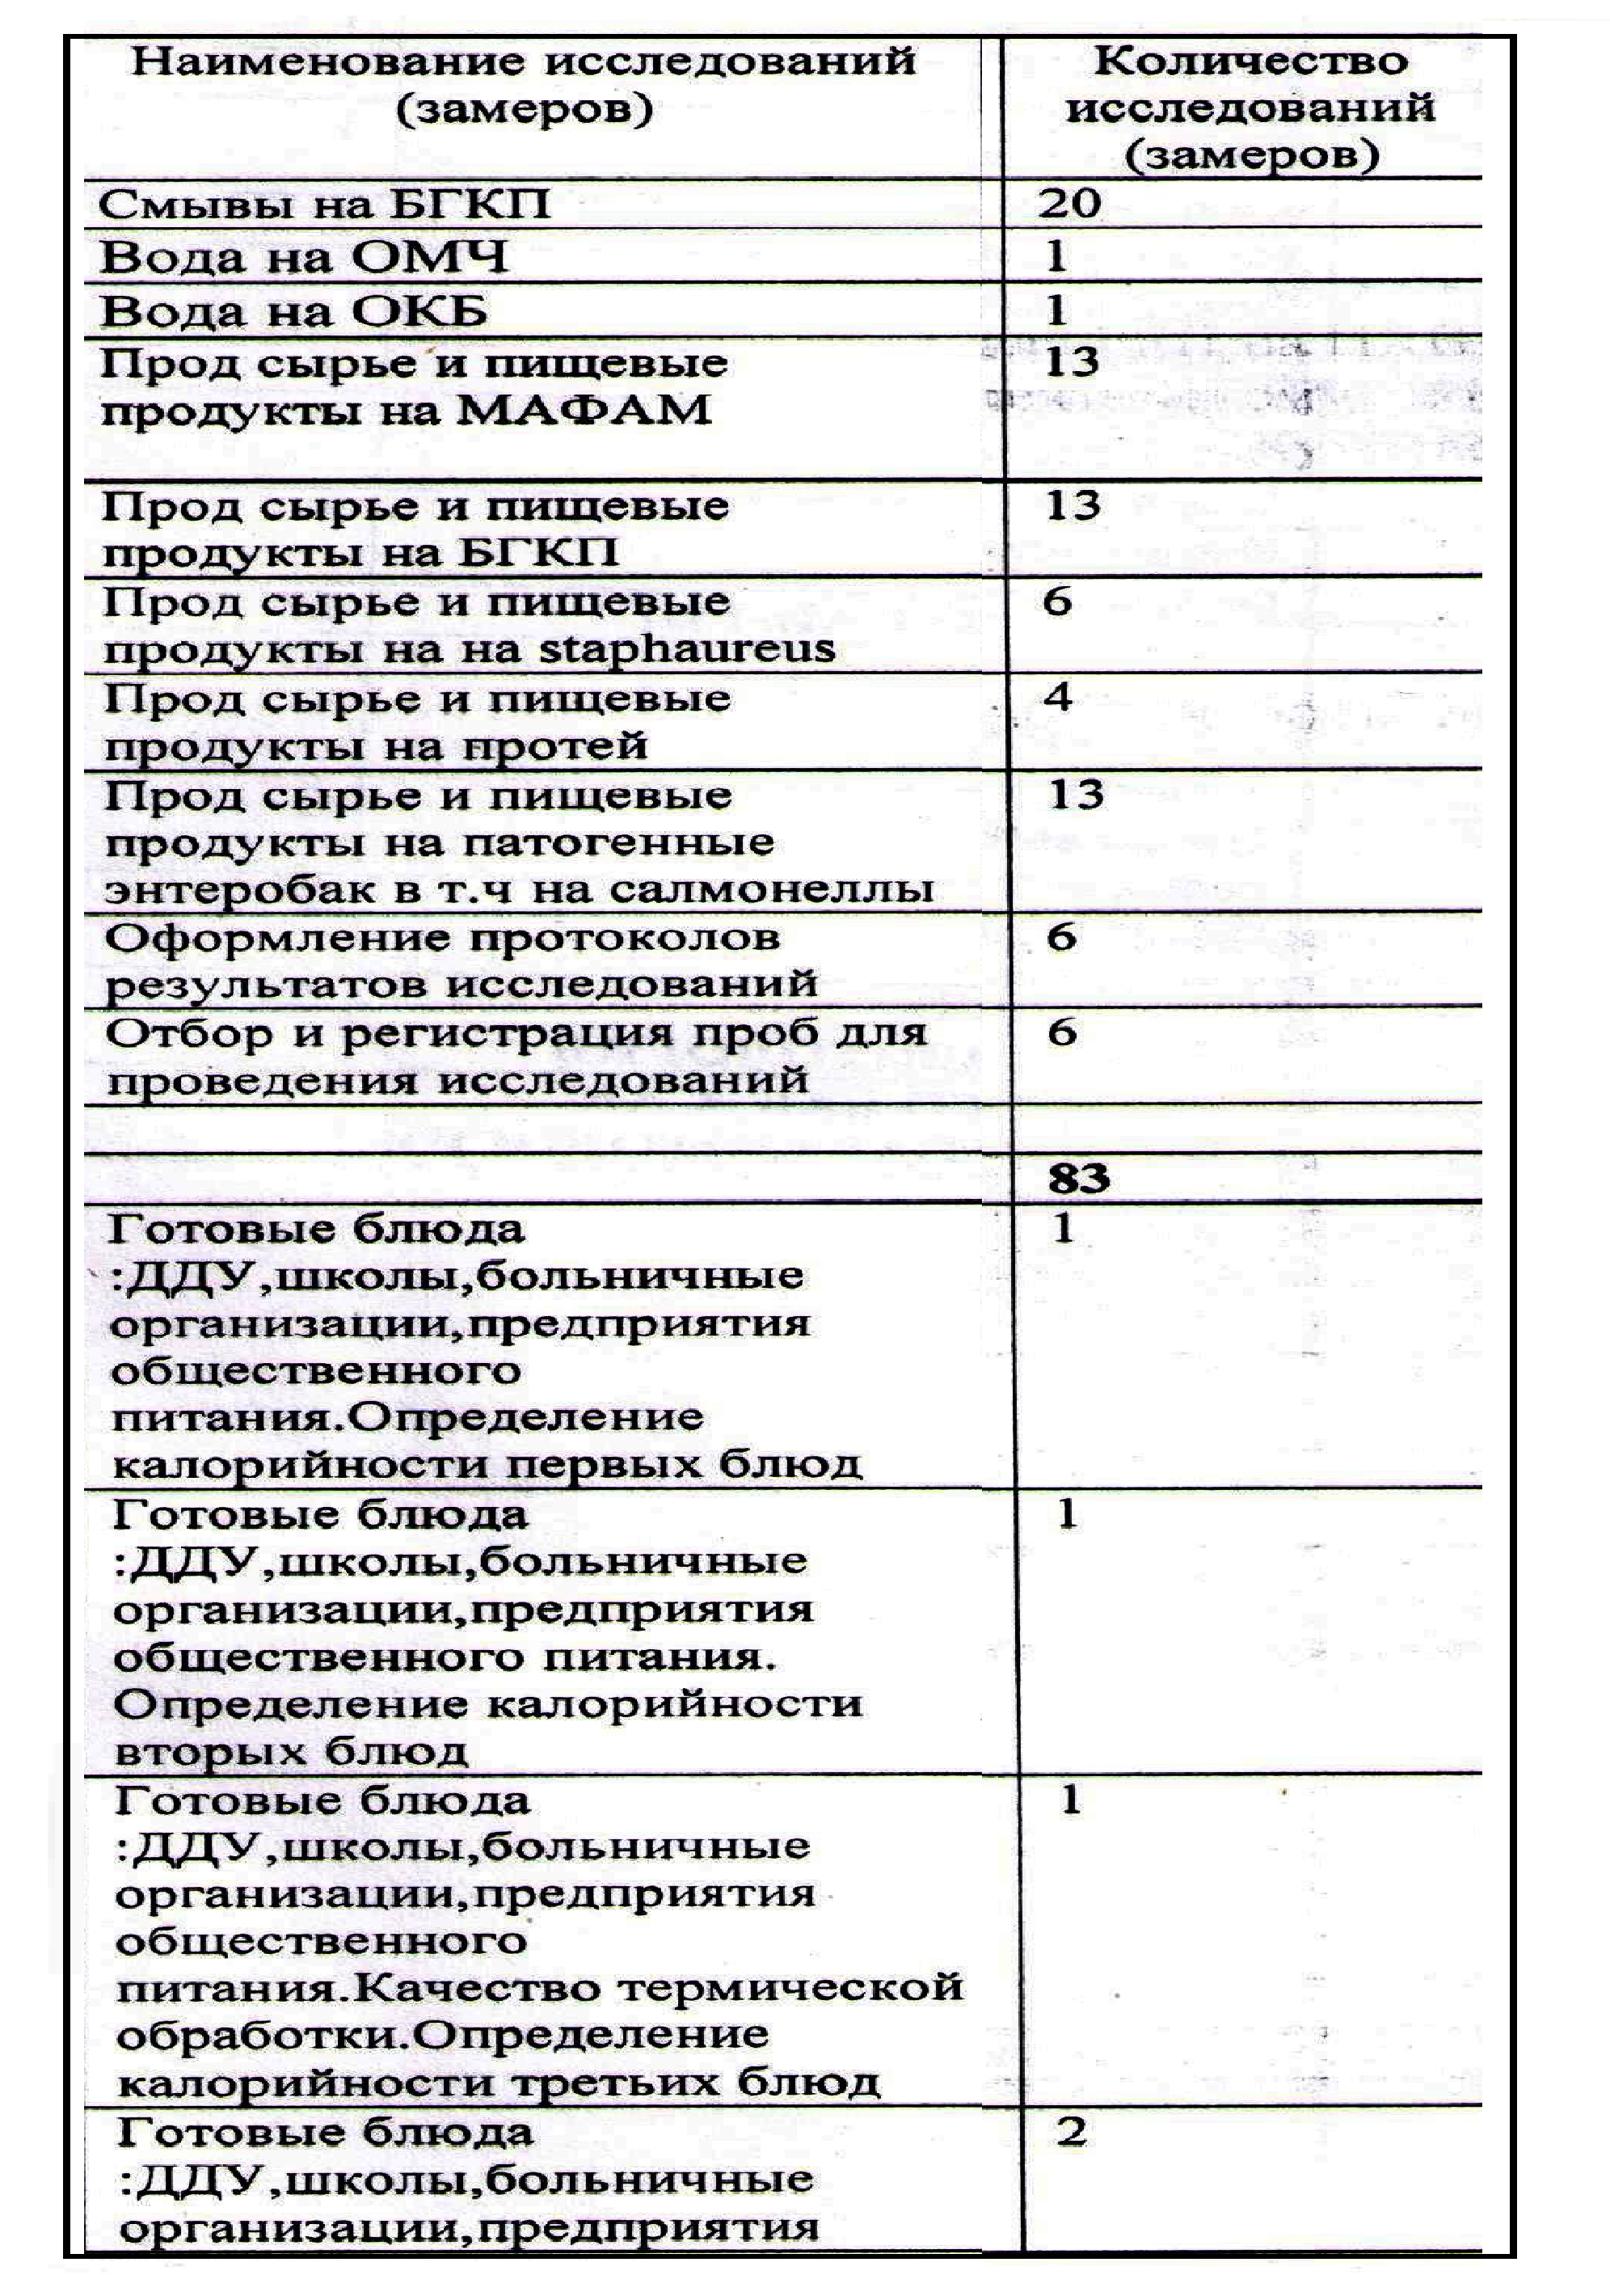 Наименование исследований
(замеров)
Количество
исследований
(замеров)
Смывы на БГКП
20
Вода на ОМЧ
1
Вода на ОКБ
1
Прод сырье и пищевые
продукты на МАФАМ
13
Прод сырье и пищевые
продукты на БГКП
13
Прод сырье и пищевые
продукты на на staphaureus
6
Прод сырье и пищевые
продукты на протей
4
Прод сырье и пищевые
продукты на патогенные
энтеробак в т.ч на салмонеллы
13
Оформление протоколов
результатов исследований
6
Отбор и регистрация проб для
проведения исследований
6
83
Готовые блюда
:ДДУ,школы,больничные
организации,предприятия
общественного
питания.Определение
калорийности первых блюд
1
Готовые блюда
:ДДУ,школы,больничные
организации,предприятия
общественного питания.
Определение калорийности
вторых блюд
1
Готовые блюда
:ДДУ,школы,больничные
организации,предприятия
общественного
питания.Качество термической
обработки.Определение
калорийности третьих блюд
1
Готовые блюда
:ДДУ,школы,больничные
организации,предприятия
2